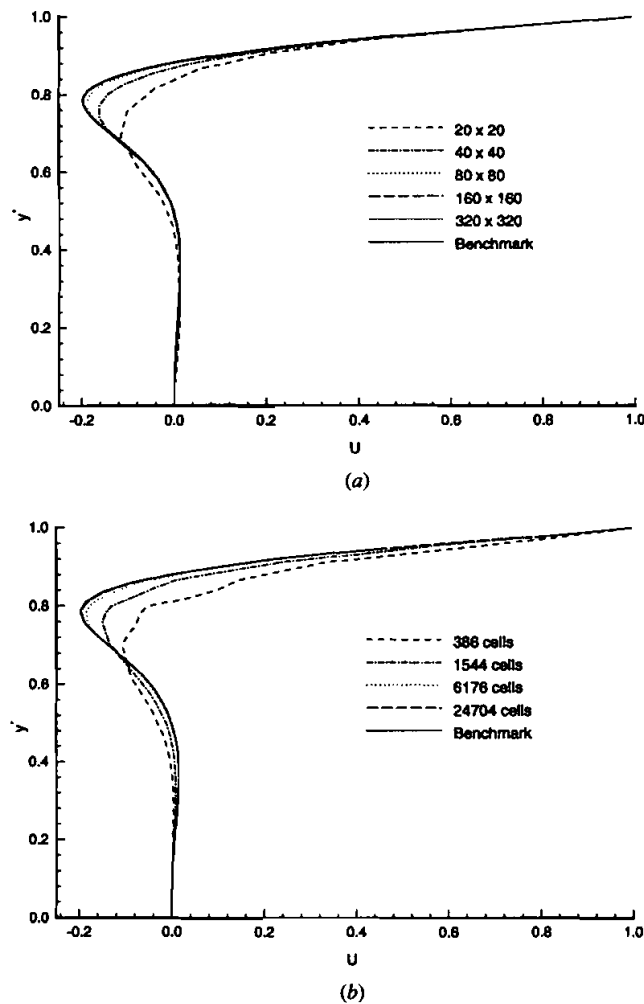 1.0
0.8
0.6
0.4
0.2
0.0
y*
-0.2 0.0 0.2 0.4 0.6 0.8 1.0
U
20 x 20
40 x 40
80 x 80
160 x 160
320 x 320
Benchmark
(a)
1.0
0.8
0.6
0.4
0.2
0.0
y*
-0.2 0.0 0.2 0.4 0.6 0.8 1.0
U
386 cells
1544 cells
6176 cells
24704 cells
Benchmark
(b)